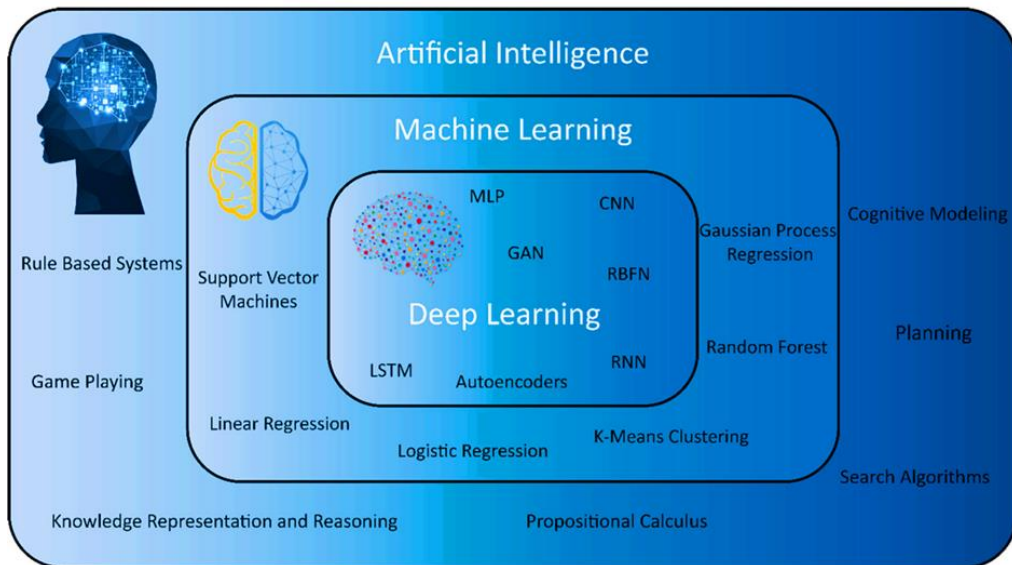 Artificial Intelligence
Machine Learning
MLP
CNN
Cognitive Modeling
Gaussian Process
Regression
GAN
Rule Based Systems
Support Vector
Machines
RBFN
Deep Learning
Planning
Random Forest
LSTM
RNN
Autoencoders
Game Playing
Linear Regression
Logistic Regression
K-Means Clustering
Search Algorithms
Knowledge Representation and Reasoning
Propositional Calculus